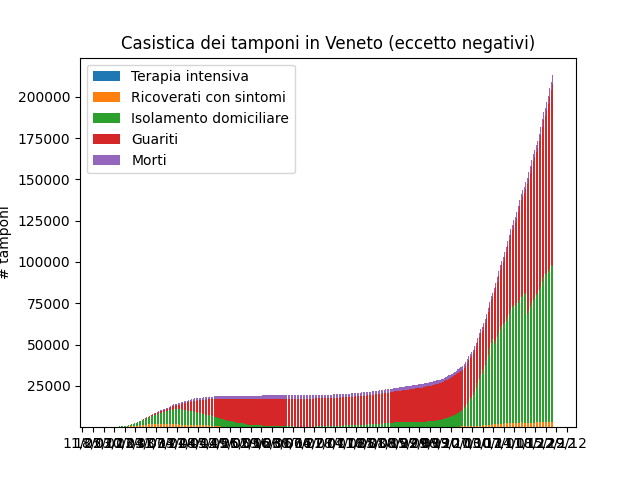 Casistica dei tamponi in Veneto (eccetto negativi)
Terapia intensiva
Ricoverati con sintomi
Isolamento domiciliare
Guariti
Morti
# tamponi
200000
175000
150000
125000
100000
75000
50000
25000